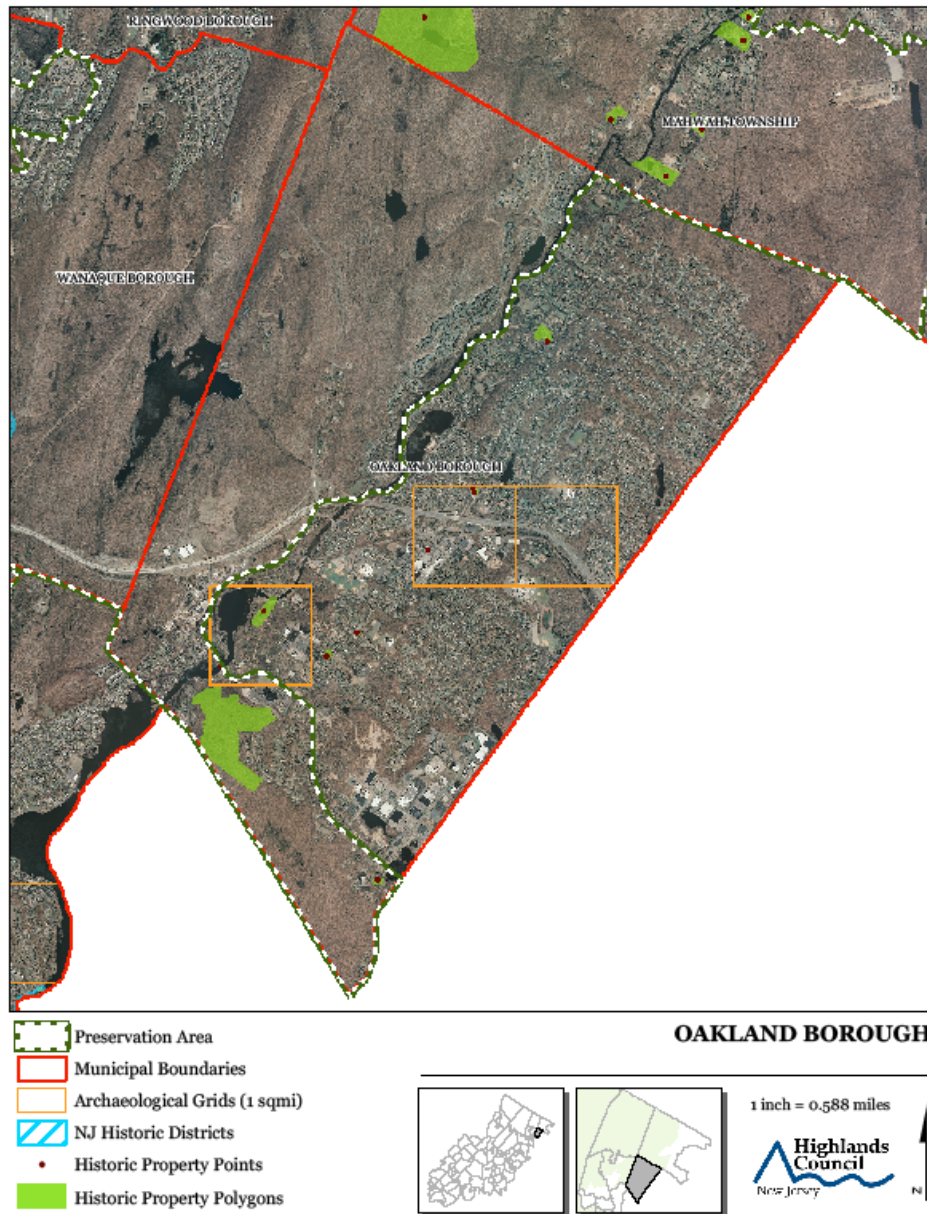 RINGWOOD BOROUGH
MAHWAH TOWNSHIP
WANAQUE BOROUGH
OAKLAND BOROUGH
Preservation Area
Municipal Boundaries
Archaeological Grids (1 sqmi)
NJ Historic Districts
Historic Property Points
Historic Property Polygons
OAKLAND BOROUGH
1 inch = 0.588 miles
Highlands
Council
New Jersey
N